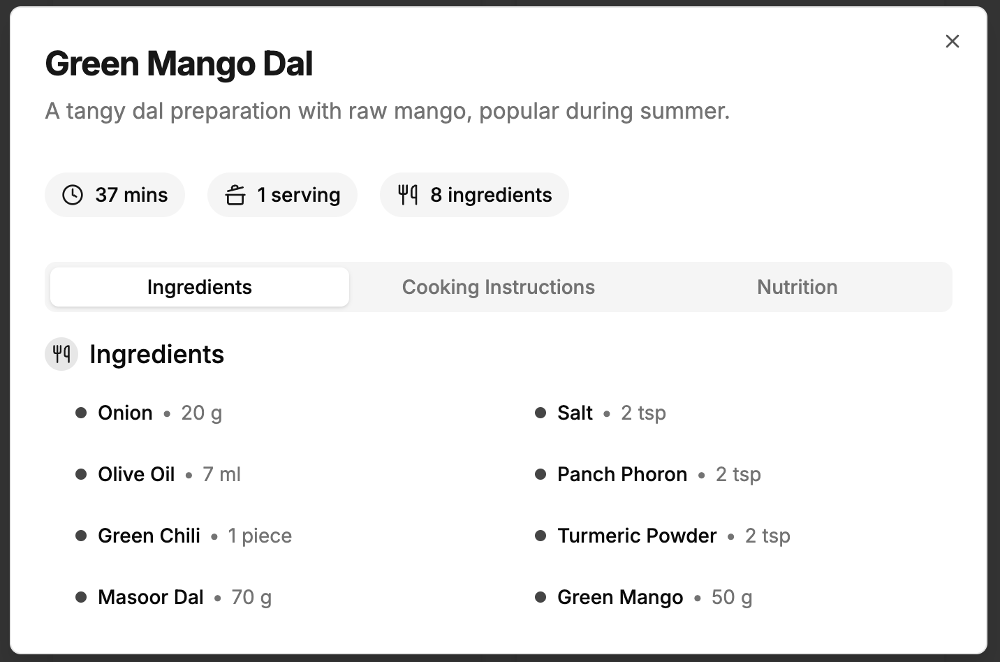 Green Mango Dal
A tangy dal preparation with raw mango, popular during summer.
37 mins
1 serving
8 ingredients
Ingredients
Cooking Instructions
Nutrition
Ingredients
Onion • 20 g
Salt • 2 tsp
Olive Oil • 7 ml
Panch Phoron • 2 tsp
Green Chili • 1 piece
Turmeric Powder • 2 tsp
Masoor Dal • 70 g
Green Mango • 50 g